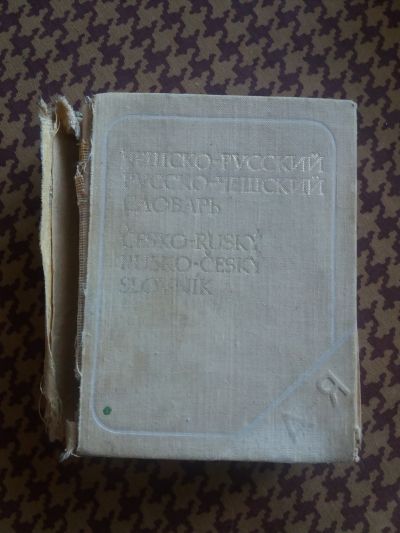 ЧЕШСКО-РУССКИЙ
РУССКО-ЧЕШСКИЙ
СЛОВАРЬ
ČESKO-RUSKÝ
RUSKO-ČESKÝ
SLOVNÍK
Я
А